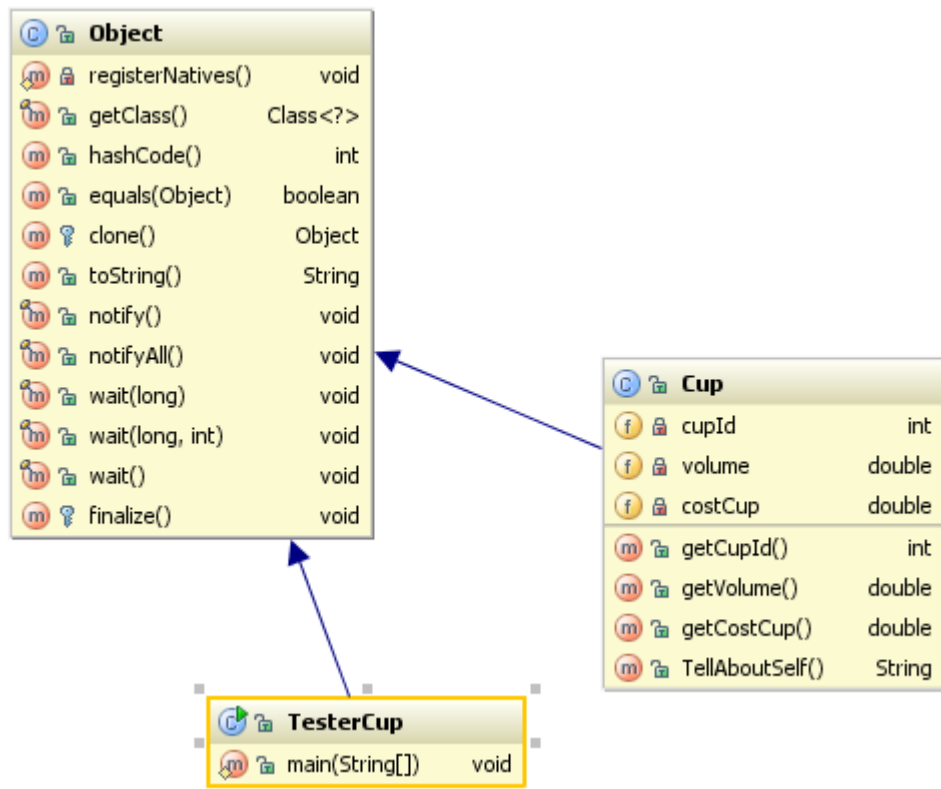 Object
registerNatives() void
getClass() Class<?>
hashCode() int
equals(Object) boolean
clone() Object
toString() String
notify() void
notifyAll() void
wait(long) void
wait(long, int) void
wait() void
finalize() void
Cup
cupId int
volume double
costCup double
getCupId() int
getVolume() double
getCostCup() double
TellAboutSelf() String
TesterCup
main(String[]) void